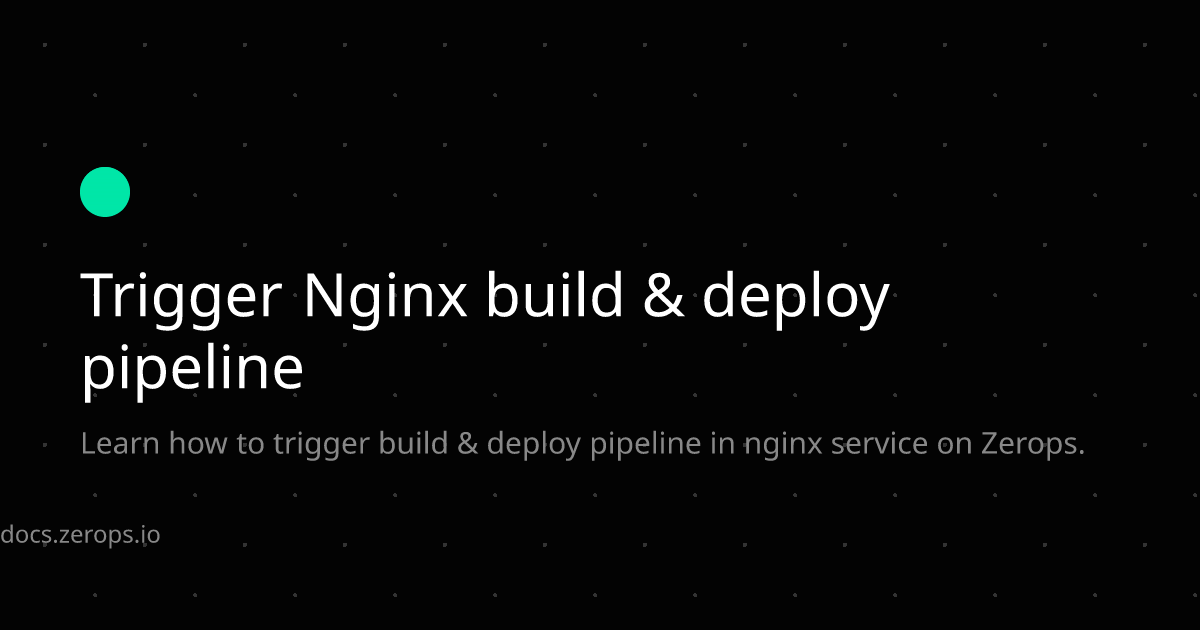 Trigger Nginx build & deploy
pipeline
Learn how to trigger build & deploy pipeline in nginx service on Zerops.
docs.zerops.io